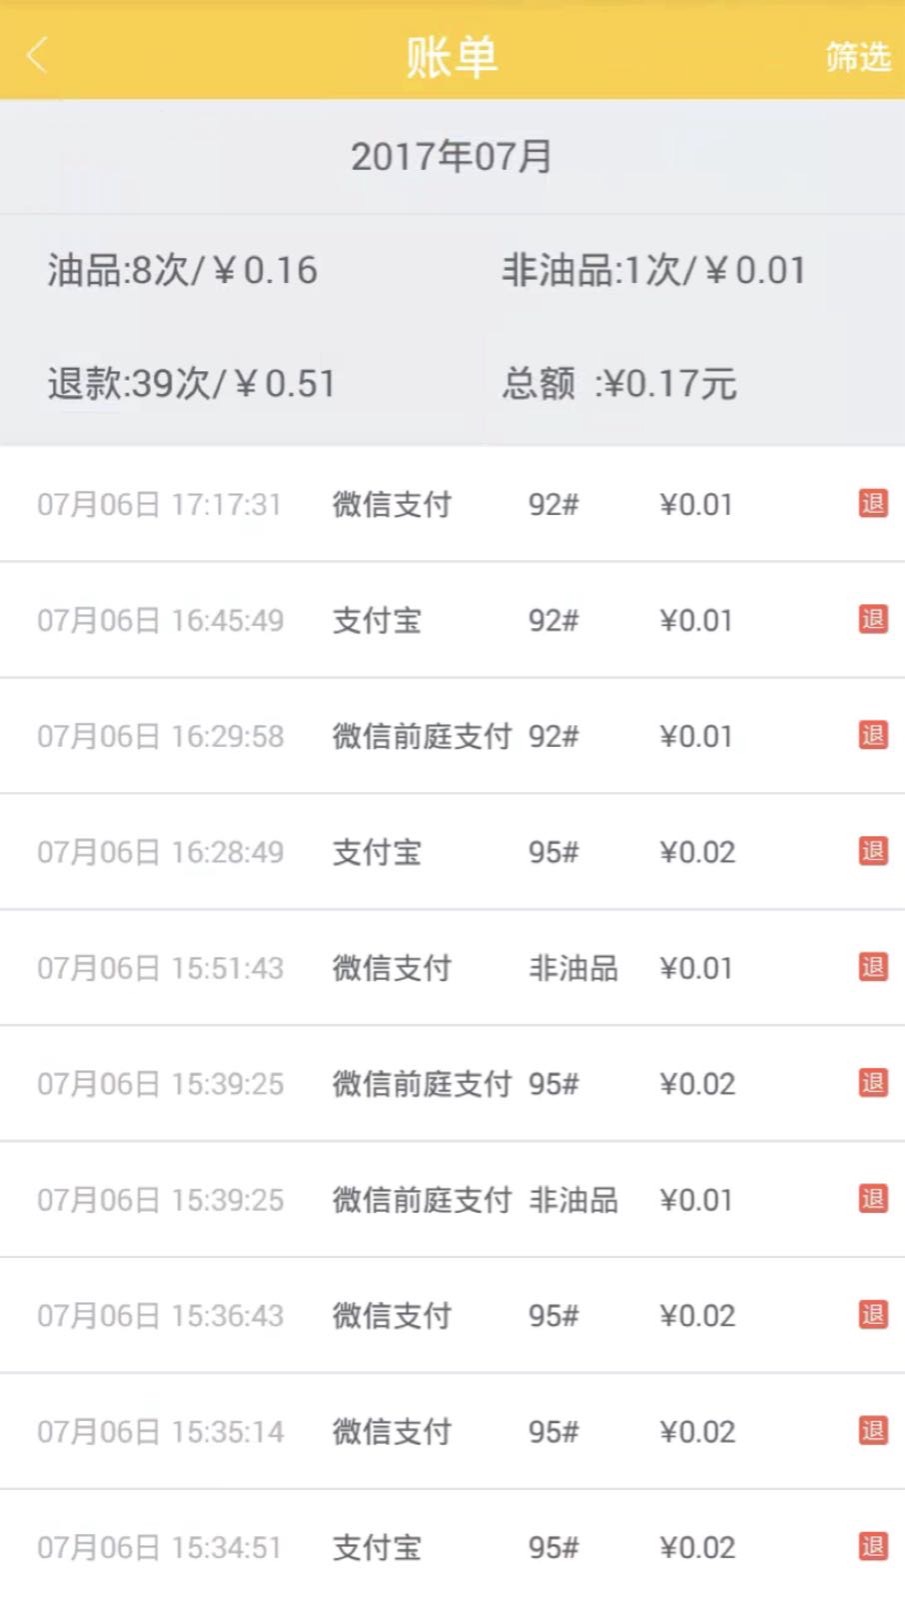 账单 筛选
2017年07月
油品:8次/¥0.16 非油品:1次/¥0.01
退款:39次/¥0.51 总额 :¥0.17元
07月06日 17:17:31 微信支付 92# ¥0.01 退
07月06日 16:45:49 支付宝 92# ¥0.01 退
07月06日 16:29:58 微信前庭支付 92# ¥0.01 退
07月06日 16:28:49 支付宝 95# ¥0.02 退
07月06日 15:51:43 微信支付 非油品 ¥0.01 退
07月06日 15:39:25 微信前庭支付 95# ¥0.02 退
07月06日 15:39:25 微信前庭支付 非油品 ¥0.01 退
07月06日 15:36:43 微信支付 95# ¥0.02 退
07月06日 15:35:14 微信支付 95# ¥0.02 退
07月06日 15:34:51 支付宝 95# ¥0.02 退